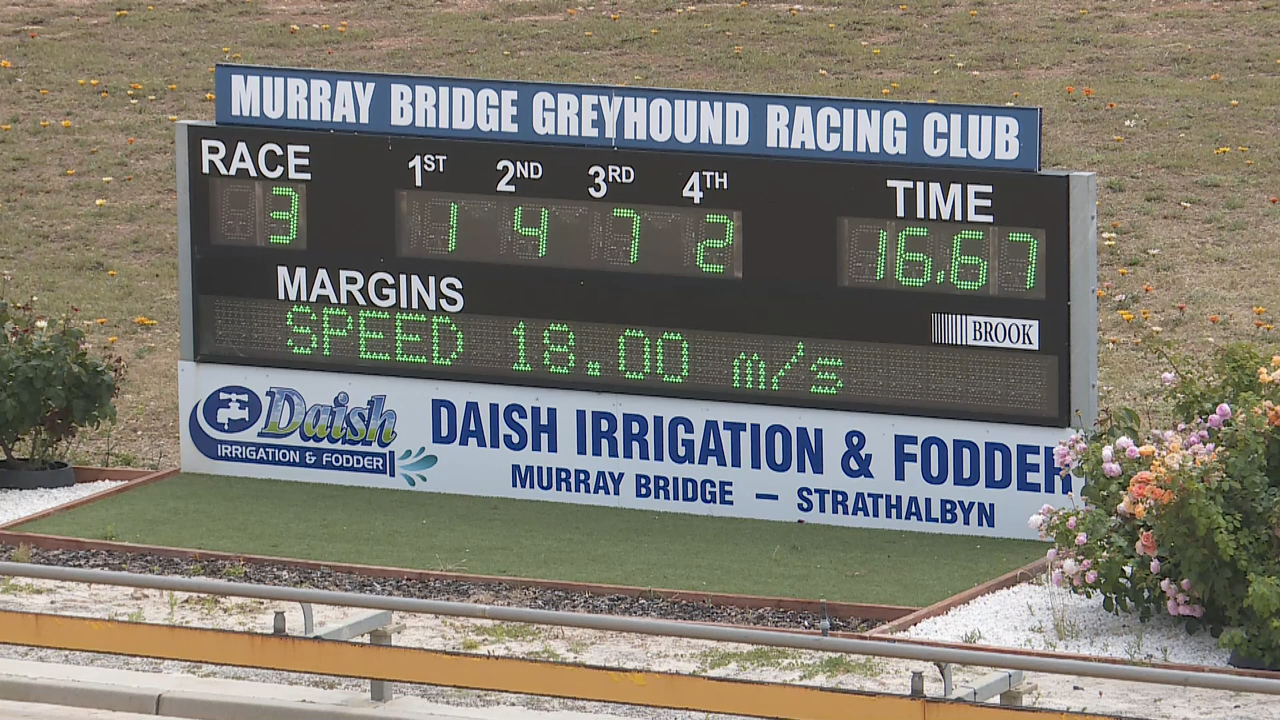 MURRAY BRIDGE GREYHOUND RACING CLUB
RACE 1ST 2ND 3RD 4TH TIME
3 1 4 7 2 16.67
MARGINS
BROOK
SPEED 18.00 m/s
Daish
IRRIGATION & FODDER
DAISH IRRIGATION & FODDER
MURRAY BRIDGE – STRATHALBYN